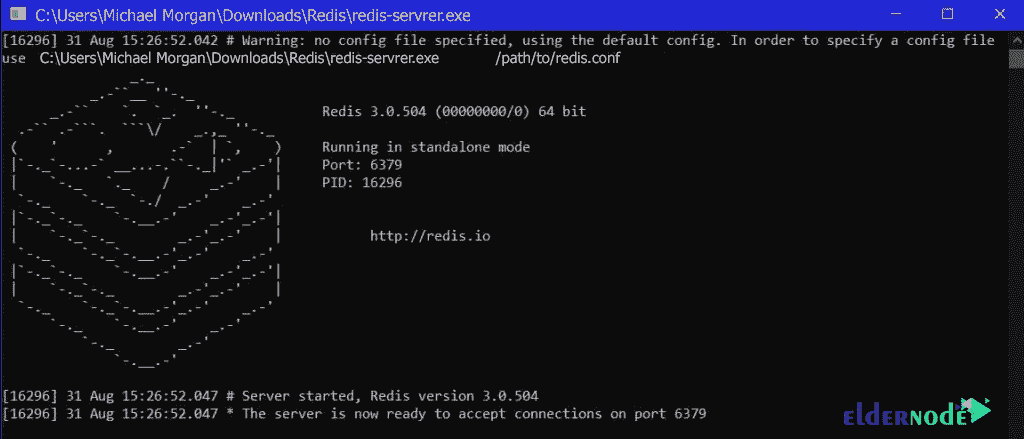 C:\Users\Michael Morgan\Downloads\Redis\redis-servrer.exe
[16296] 31 Aug 15:26:52.042 # Warning: no config file specified, using the default config. In order to specify a config file
use C:\Users\Michael Morgan\Downloads\Redis\redis-servrer.exe /path/to/redis.conf
Redis 3.0.504 (00000000/0) 64 bit
Running in standalone mode
Port: 6379
PID: 16296
http://redis.io
[16296] 31 Aug 15:26:52.047 # Server started, Redis version 3.0.504
[16296] 31 Aug 15:26:52.047 * The server is now ready to accept connections on port 6379
ELDERNODE